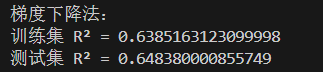 梯度下降法:
训练集 R² = 0.6385163123099998
测试集 R² = 0.648380000855749